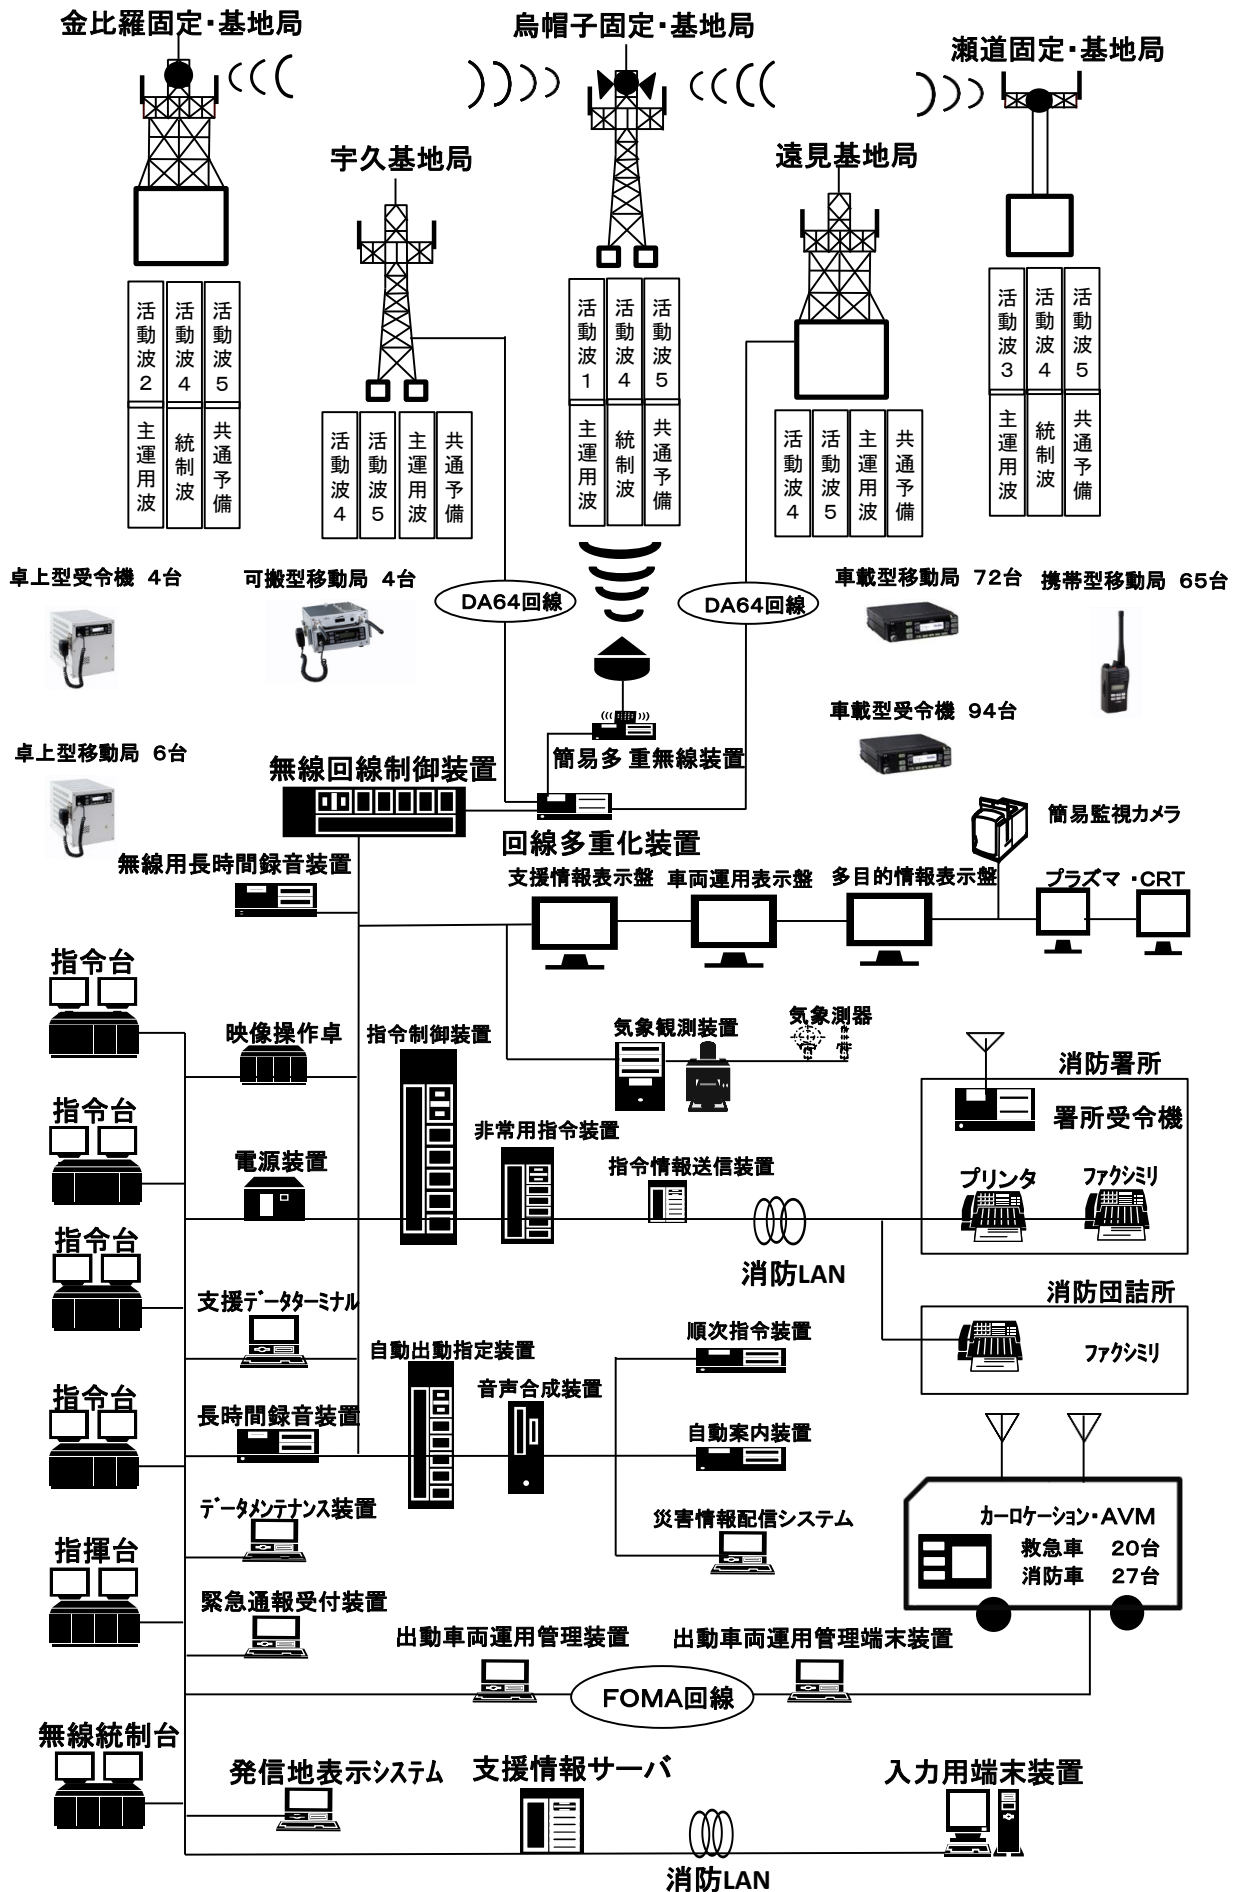 金比羅固定・基地局
烏帽子固定・基地局
瀬道固定・基地局
宇久基地局
遠見基地局
活動波2
活動波4
活動波5
主運用波
統制波
共通予備
活動波4
活動波5
主運用波
共通予備
活動波1
活動波4
活動波5
主運用波
統制波
共通予備
活動波4
活動波5
主運用波
共通予備
活動波3
活動波4
活動波5
主運用波
統制波
共通予備
卓上型受令機 4台
可搬型移動局 4台
DA64回線
DA64回線
車載型移動局 72台
携帯型移動局 65台
卓上型移動局 6台
車載型受令機 94台
簡易多重無線装置
無線回線制御装置
回線多重化装置
簡易監視カメラ
無線用長時間録音装置
支援情報表示盤
車両運用表示盤
多目的情報表示盤
プラズマ・CRT
指令台
映像操作卓
指令制御装置
気象観測装置
気象測器
消防署所
署所受令機
指令台
電源装置
非常用指令装置
指令情報送信装置
プリンタ
ファクシミリ
消防LAN
指令台
支援データターミナル
消防団詰所
ファクシミリ
自動出動指定装置
順次指令装置
指令台
長時間録音装置
音声合成装置
自動案内装置
データメンテナンス装置
災害情報配信システム
カーロケーション・AVM
救急車 20台
消防車 27台
指揮台
緊急通報受付装置
出動車両運用管理装置
出動車両運用管理端末装置
FOMA回線
無線統制台
発信地表示システム
支援情報サーバ
入力用端末装置
消防LAN